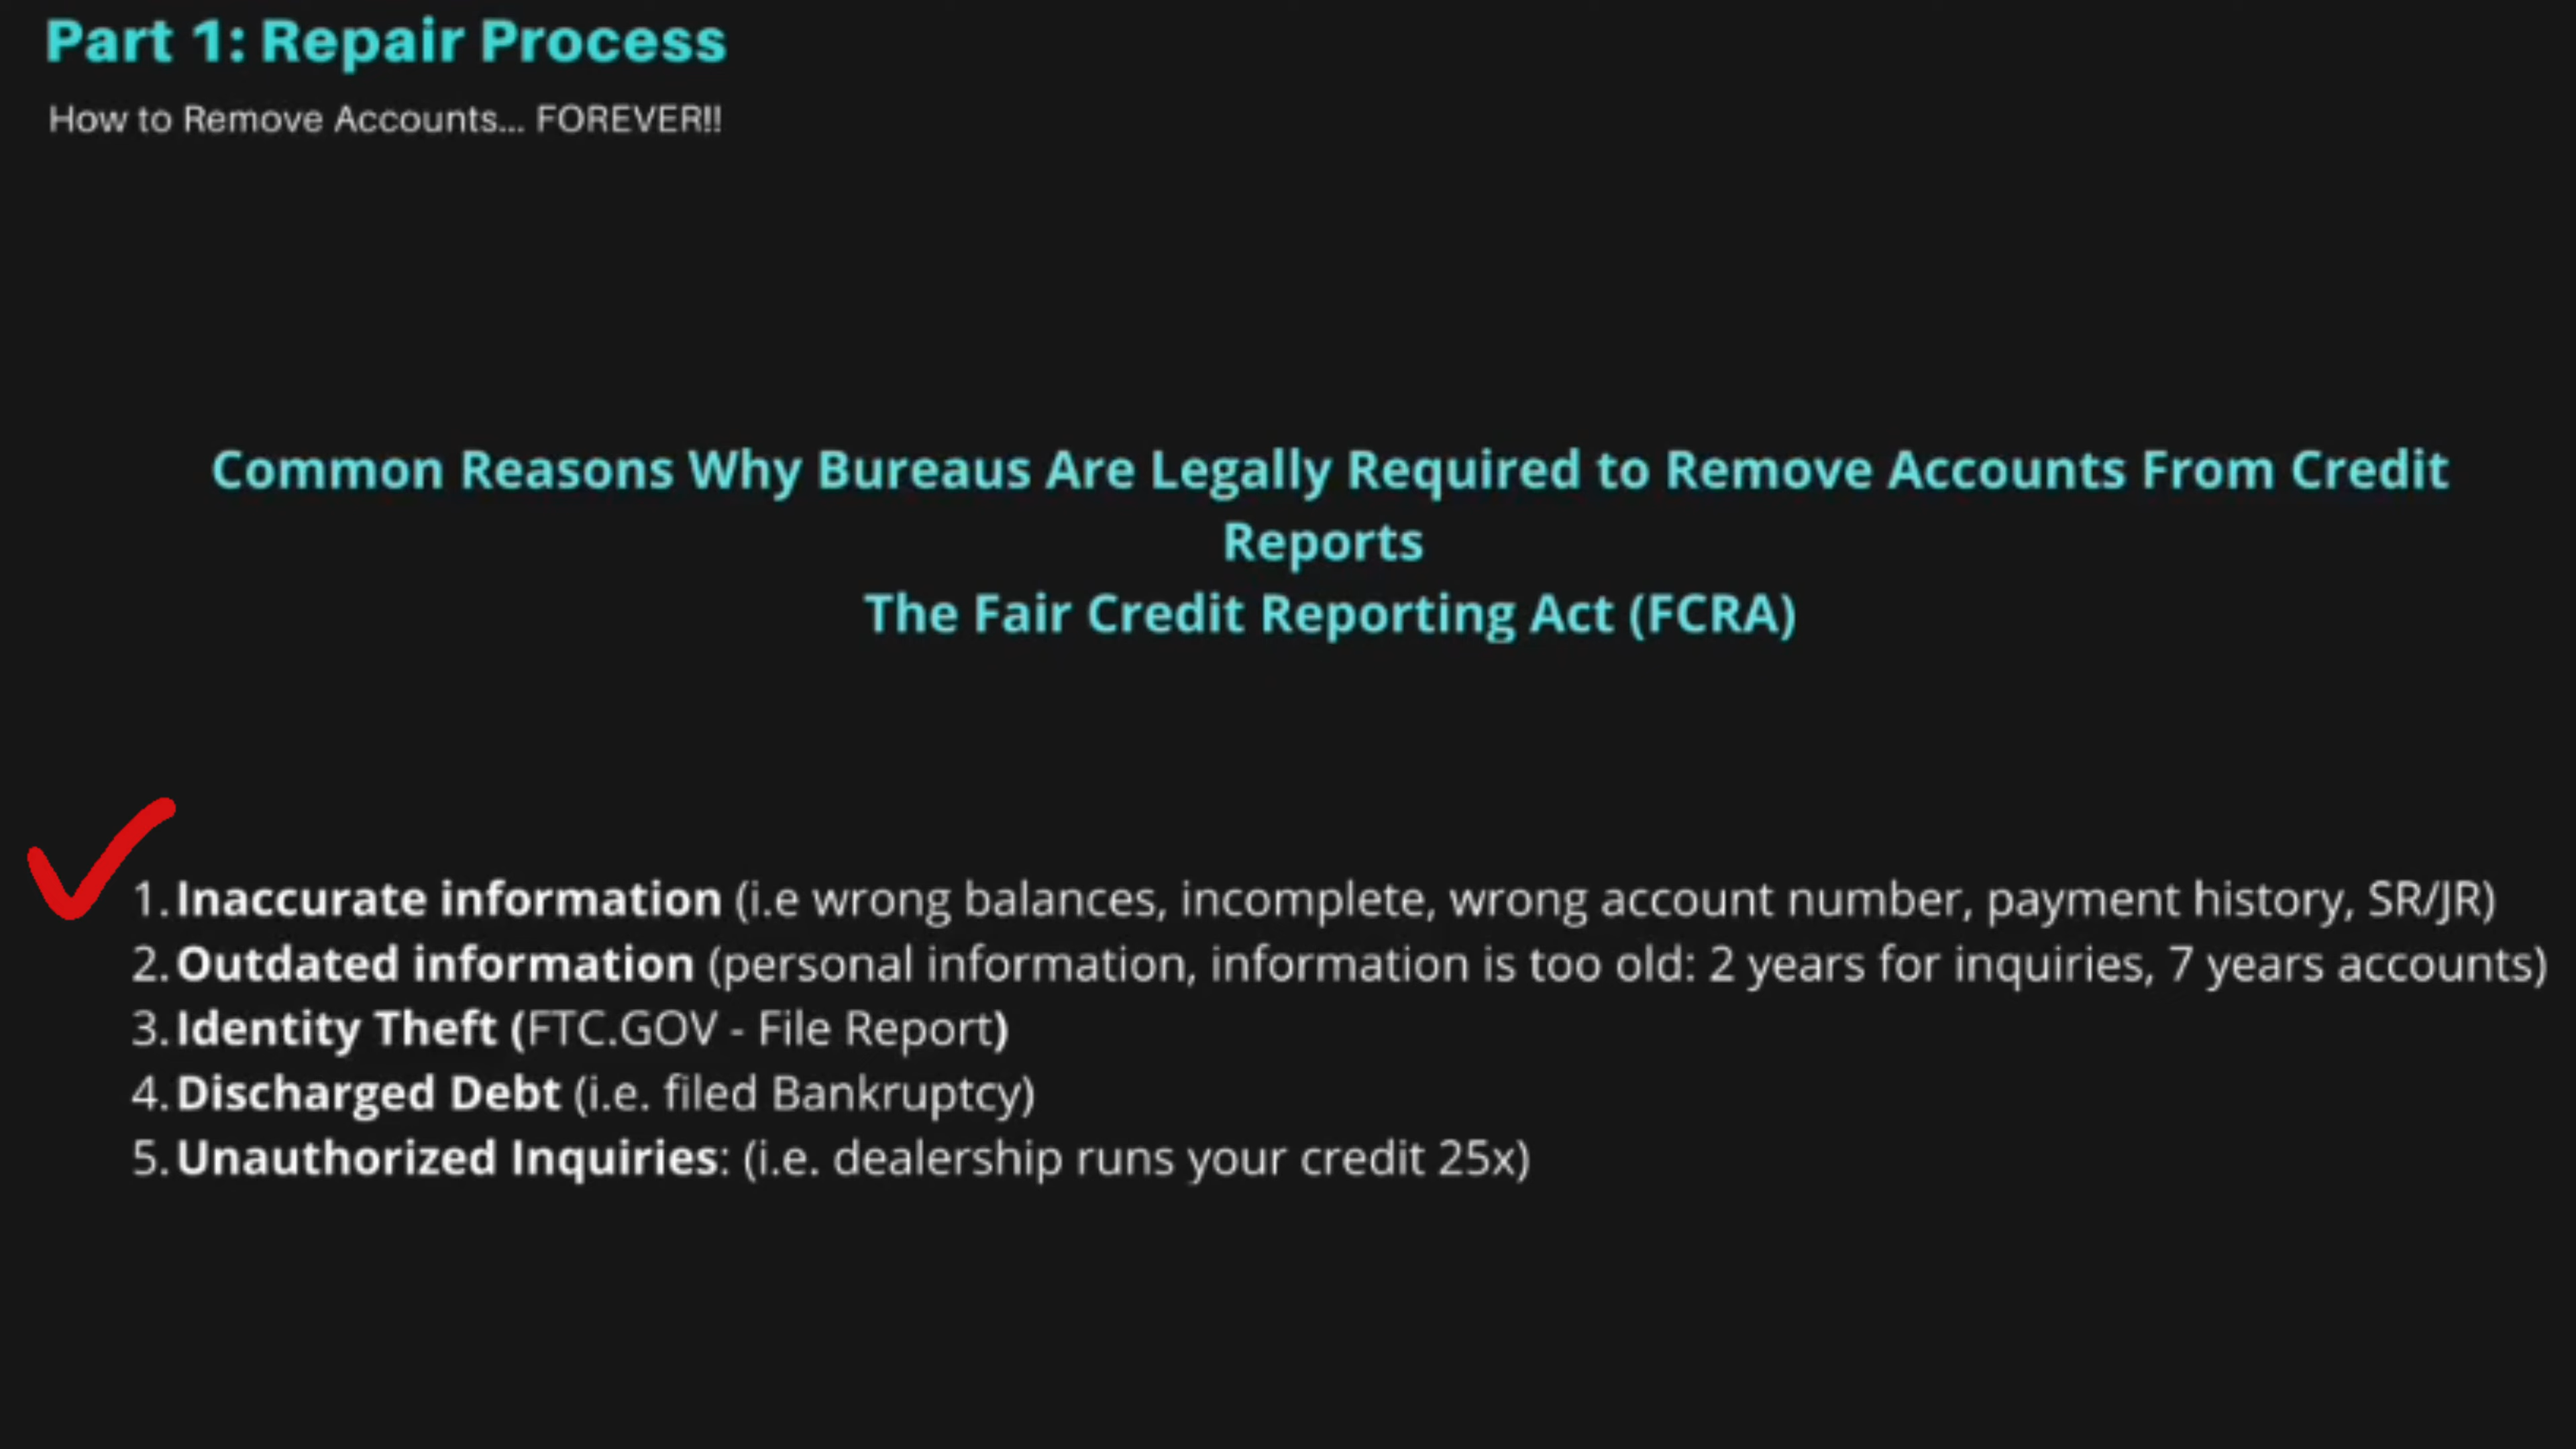 Part 1: Repair Process
How to Remove Accounts... FOREVER!!
Common Reasons Why Bureaus Are Legally Required to Remove Accounts From Credit
Reports
The Fair Credit Reporting Act (FCRA)
1. Inaccurate information (i.e wrong balances, incomplete, wrong account number, payment history, SR/JR)
2. Outdated information (personal information, information is too old: 2 years for inquiries, 7 years accounts)
3. Identity Theft (FTC.GOV - File Report)
4. Discharged Debt (i.e. filed Bankruptcy)
5. Unauthorized Inquiries: (i.e. dealership runs your credit 25x)